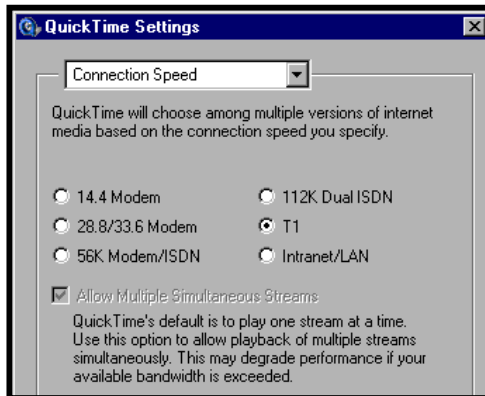 QuickTime Settings
Connection Speed
QuickTime will choose among multiple versions of internet
media based on the connection speed you specify.
14.4 Modem
112K Dual ISDN
28.8/33.6 Modem
T1
56K Modem/ISDN
Intranet/LAN
Allow Multiple Simultaneous Streams
QuickTime's default is to play one stream at a time.
Use this option to allow playback of multiple streams
simultaneously. This may degrade performance if your
available bandwidth is exceeded.